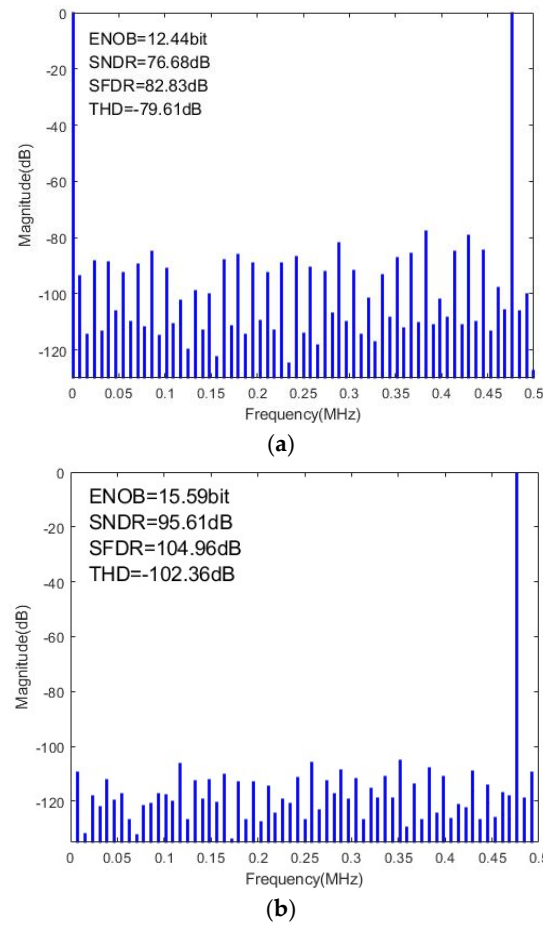 ENOB=12.44bit
SNDR=76.68dB
SFDR=82.83dB
THD=-79.61dB
0
-20
-40
-60
-80
-100
-120
Magnitude(dB)
0 0.05 0.1 0.15 0.2 0.25 0.3 0.35 0.4 0.45 0.5
Frequency(MHz)
(a)
ENOB=15.59bit
SNDR=95.61dB
SFDR=104.96dB
THD=-102.36dB
0
-20
-40
-60
-80
-100
-120
Magnitude(dB)
0 0.05 0.1 0.15 0.2 0.25 0.3 0.35 0.4 0.45 0.5
Frequency(MHz)
(b)